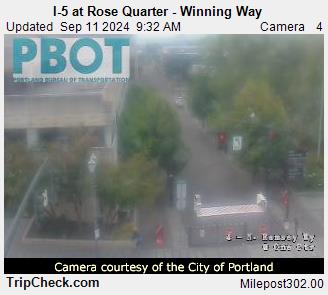 I-5 at Rose Quarter - Winning Way
Updated Sep 11 2024 9:32 AM Camera 4
PBOT
PORTLAND BUREAU OF TRANSPORTATION
Camera courtesy of the City of Portland
TripCheck.com Milepost302.00